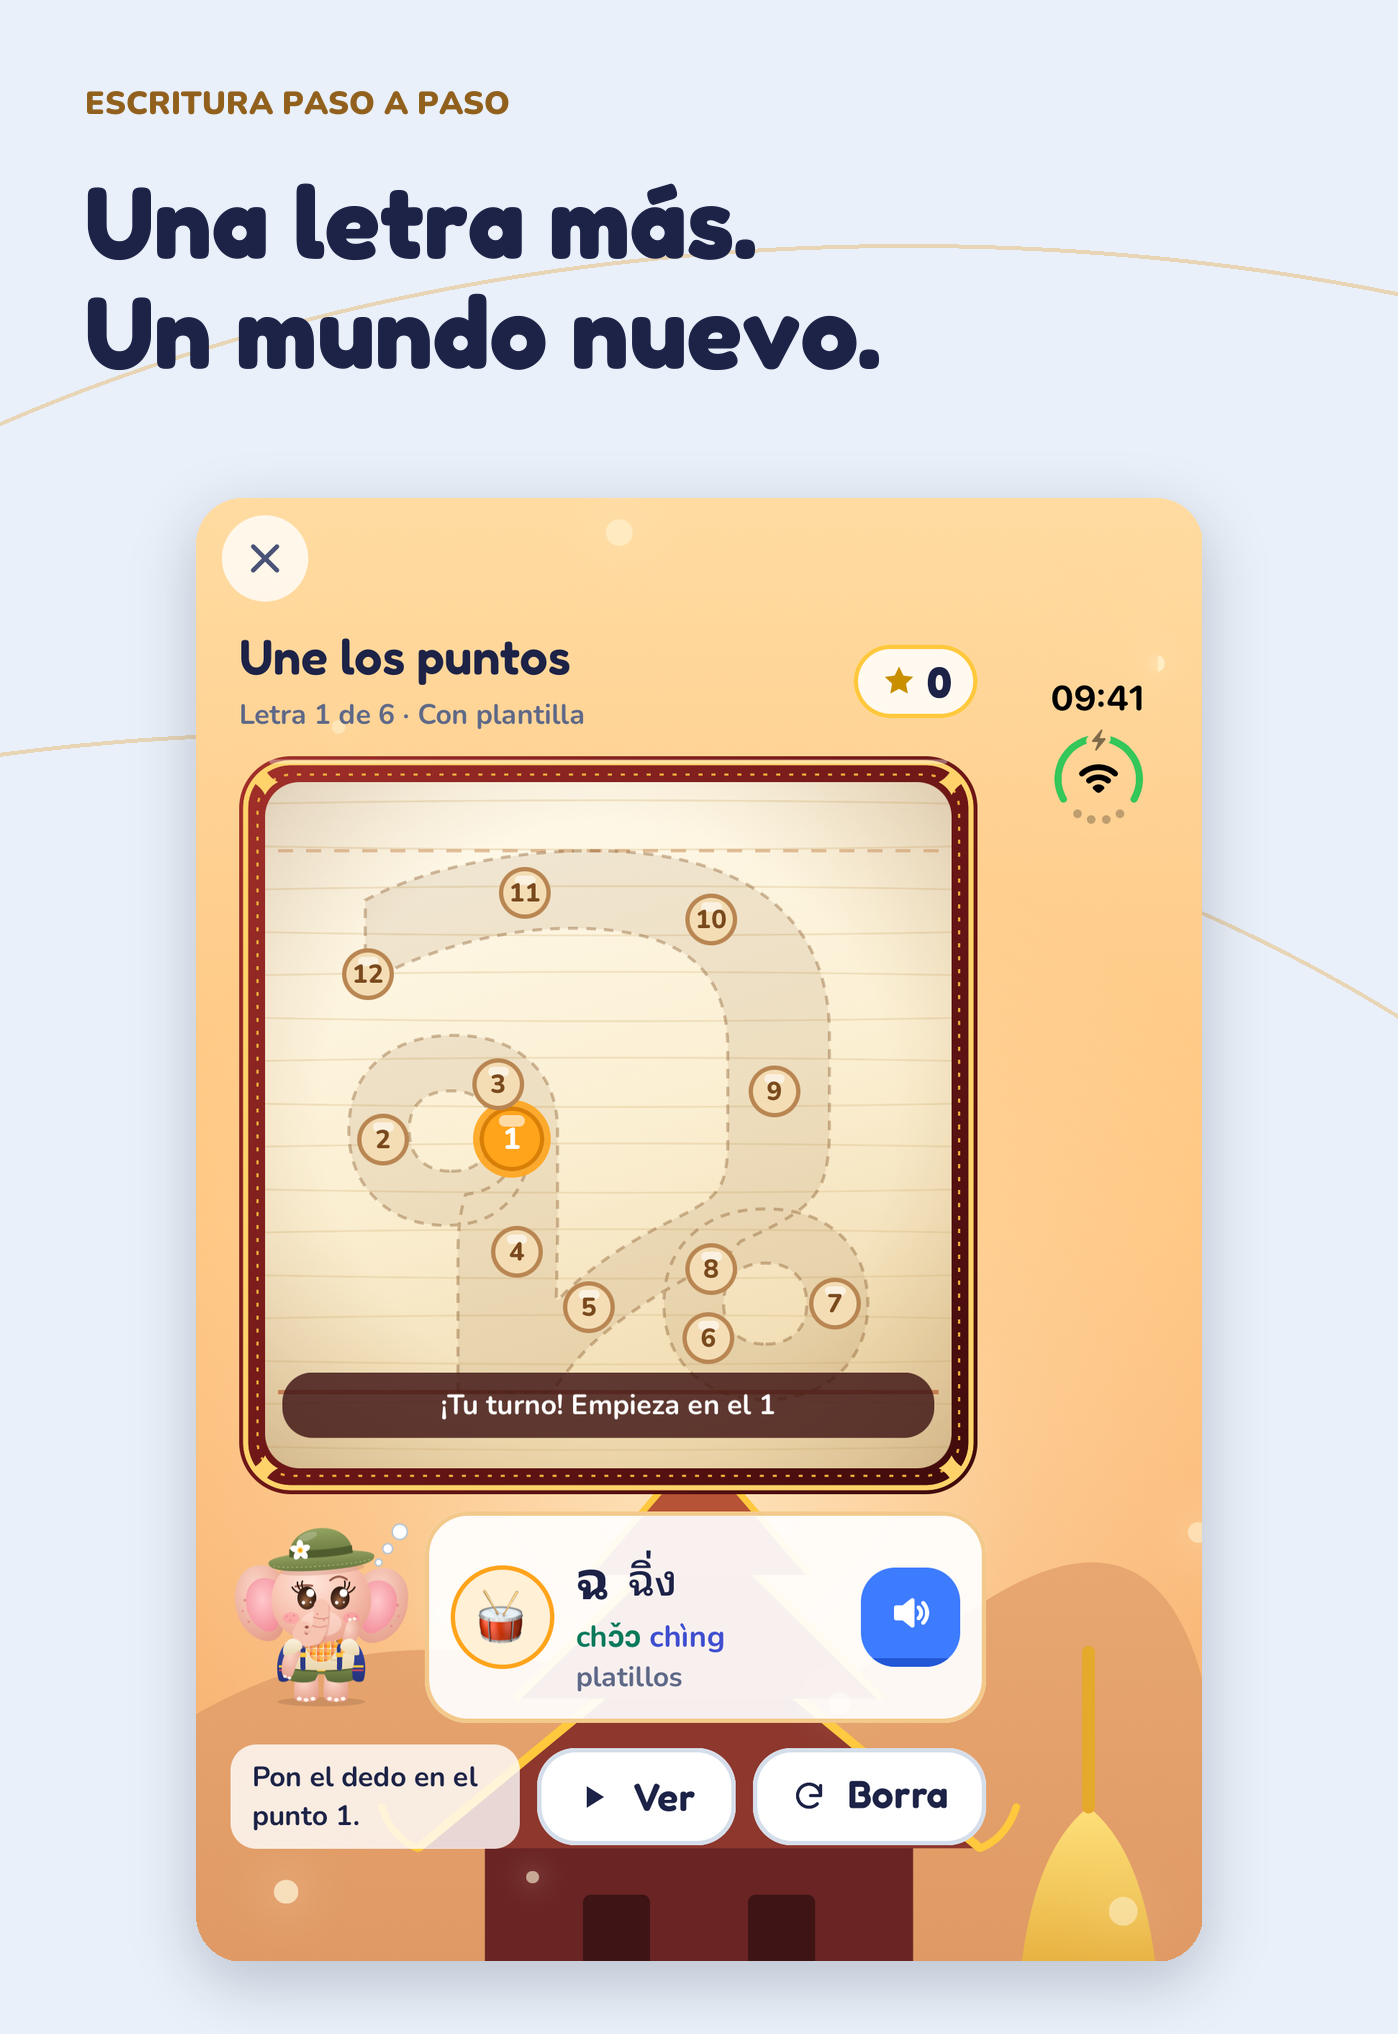 ESCRITURA PASO A PASO
Una letra más.
Un mundo nuevo.
Une los puntos
Letra 1 de 6 · Con plantilla
0
09:41
11
10
12
3
9
2
1
4
8
5
7
6
¡Tu turno! Empieza en el 1
ฉ ฉิ่ง
chɔ̌ɔ chìng
platillos
Pon el dedo en el
punto 1.
Ver
Borra